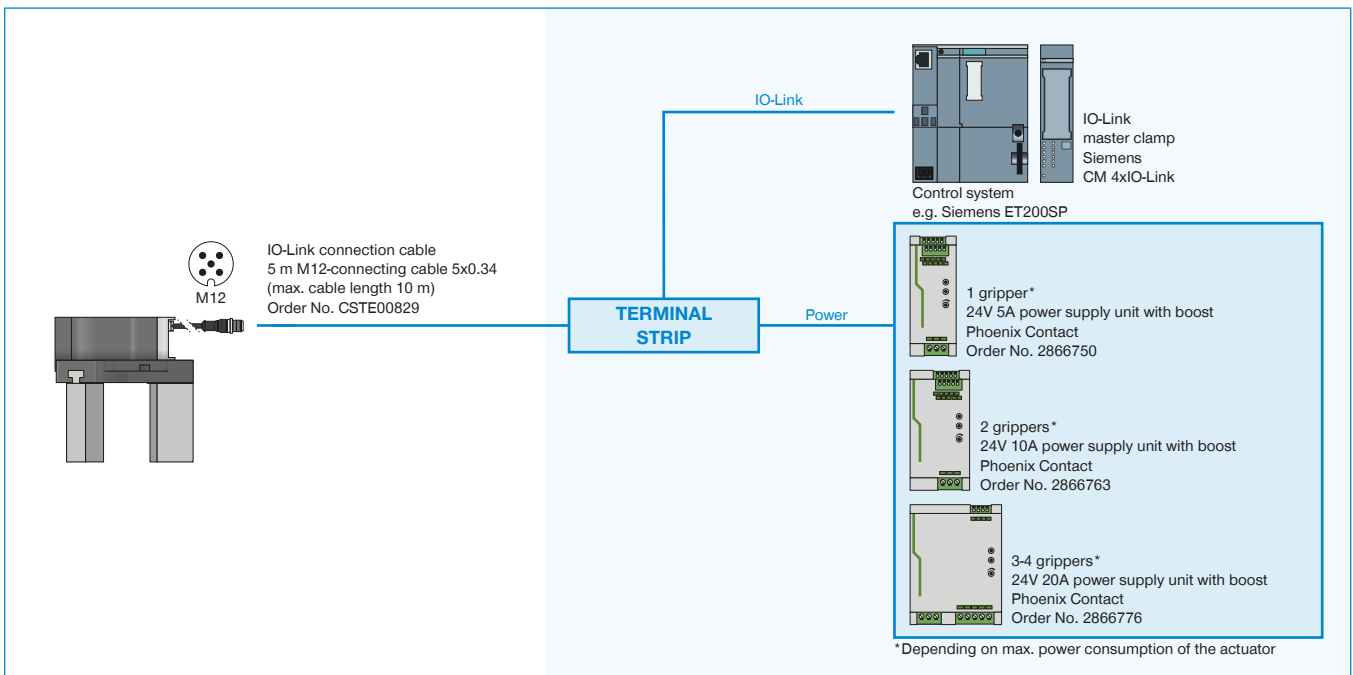 IO-Link
IO-Link
master clamp
Siemens
CM 4xIO-Link
Control system
e.g. Siemens ET200SP
M12
IO-Link connection cable
5 m M12-connecting cable 5x0.34
(max. cable length 10 m)
Order No. CSTE00829
TERMINAL
STRIP
Power
1 gripper*
24V 5A power supply unit with boost
Phoenix Contact
Order No. 2866750
2 grippers*
24V 10A power supply unit with boost
Phoenix Contact
Order No. 2866763
3-4 grippers*
24V 20A power supply unit with boost
Phoenix Contact
Order No. 2866776
*Depending on max. power consumption of the actuator